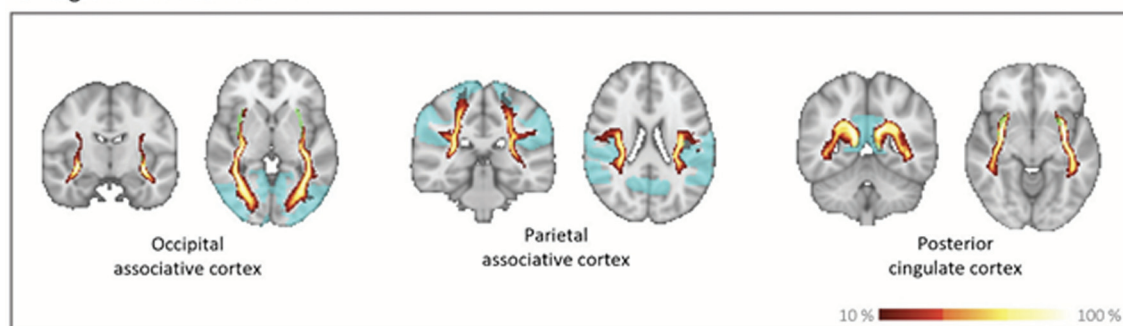 Occipital
associative cortex
Parietal
associative cortex
Posterior
cingulate cortex
10 % 100 %